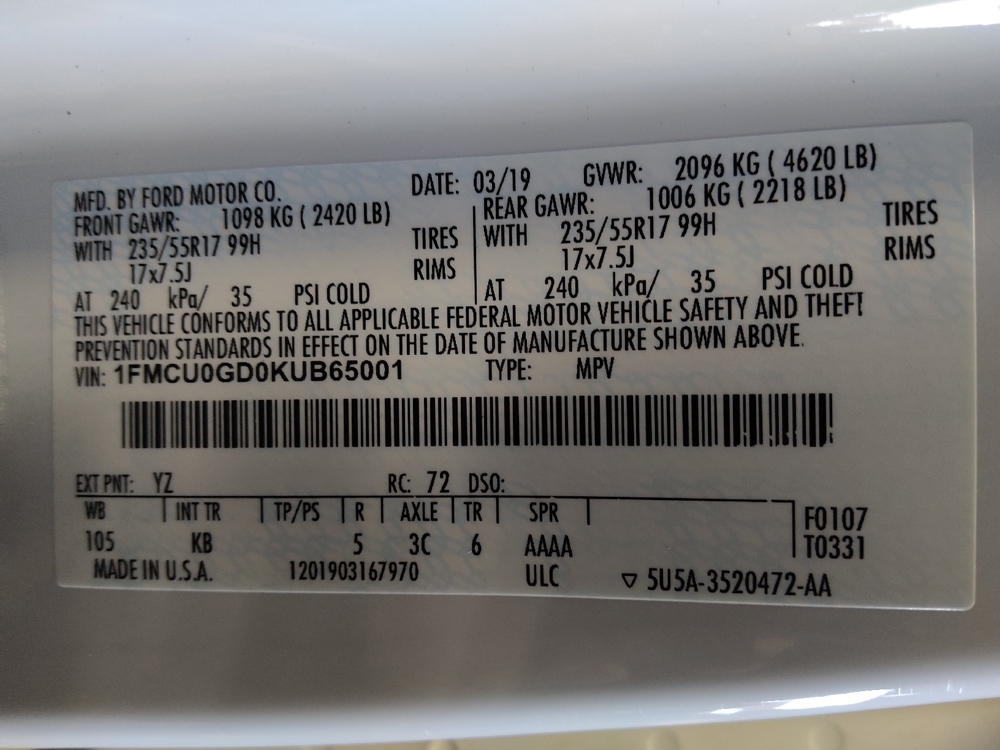 MFD. BY FORD MOTOR CO. DATE: 03/19 GVWR: 2096 KG ( 4620 LB)
FRONT GAWR: 1098 KG ( 2420 LB) REAR GAWR: 1006 KG ( 2218 LB)
WITH 235/55R17 99H TIRES WITH 235/55R17 99H TIRES
17x7.5J RIMS 17x7.5J RIMS
AT 240 kPa/ 35 PSI COLD AT 240 kPa/ 35 PSI COLD
THIS VEHICLE CONFORMS TO ALL APPLICABLE FEDERAL MOTOR VEHICLE SAFETY AND THEFT
PREVENTION STANDARDS IN EFFECT ON THE DATE OF MANUFACTURE SHOWN ABOVE.
VIN: 1FMCU0GD0KUB65001 TYPE: MPV
EXT PNT: YZ RC: 72 DSO:
WB INT TR TP/PS R AXLE TR SPR F0107
105 KB 5 3C 6 AAAA T0331
MADE IN U.S.A. 1201903167970 ULC ▽ 5U5A-3520472-AA